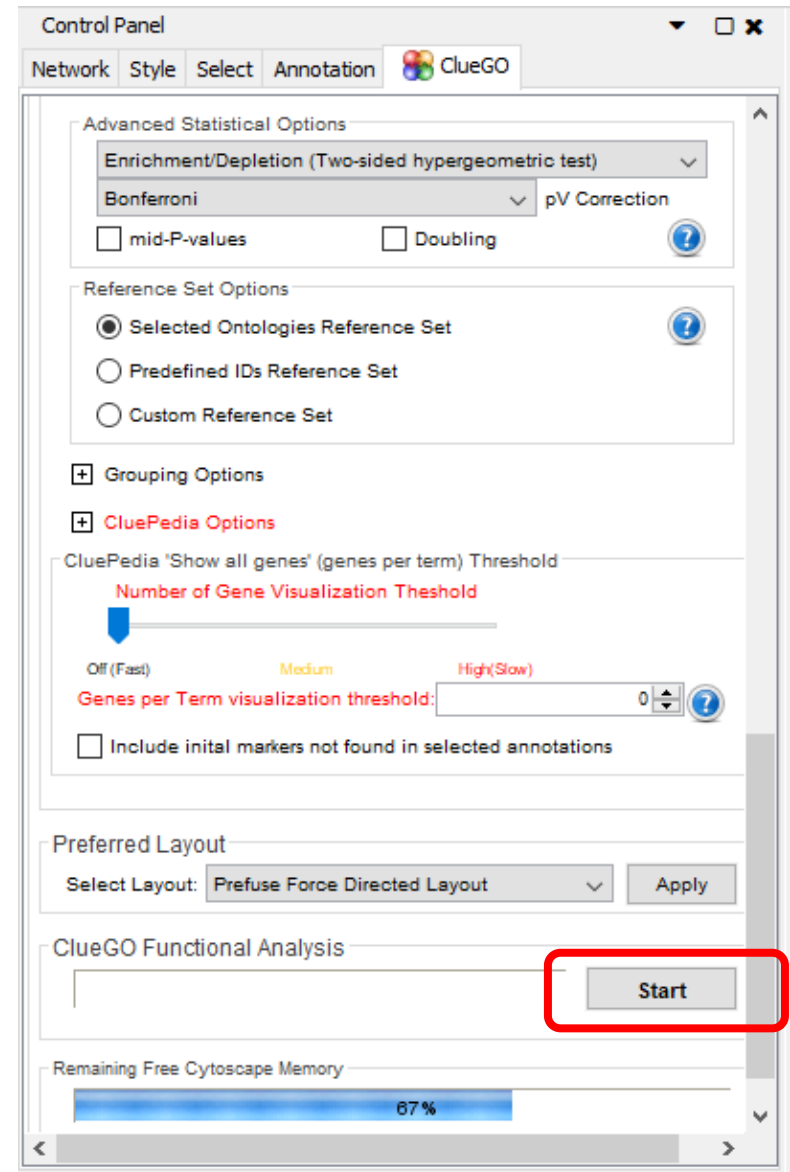 Control Panel
Network Style Select Annotation ClueGO
Advanced Statistical Options
Enrichment/Depletion (Two-sided hypergeometric test)
Bonferroni pV Correction
mid-P-values Doubling
Reference Set Options
Selected Ontologies Reference Set
Predefined IDs Reference Set
Custom Reference Set
Grouping Options
CluePedia Options
CluePedia 'Show all genes' (genes per term) Threshold
Number of Gene Visualization Theshold
Off (Fast) Medium High(Slow)
Genes per Term visualization threshold: 0
Include inital markers not found in selected annotations
Preferred Layout
Select Layout: Prefuse Force Directed Layout Apply
ClueGO Functional Analysis
Start
Remaining Free Cytoscape Memory
67%